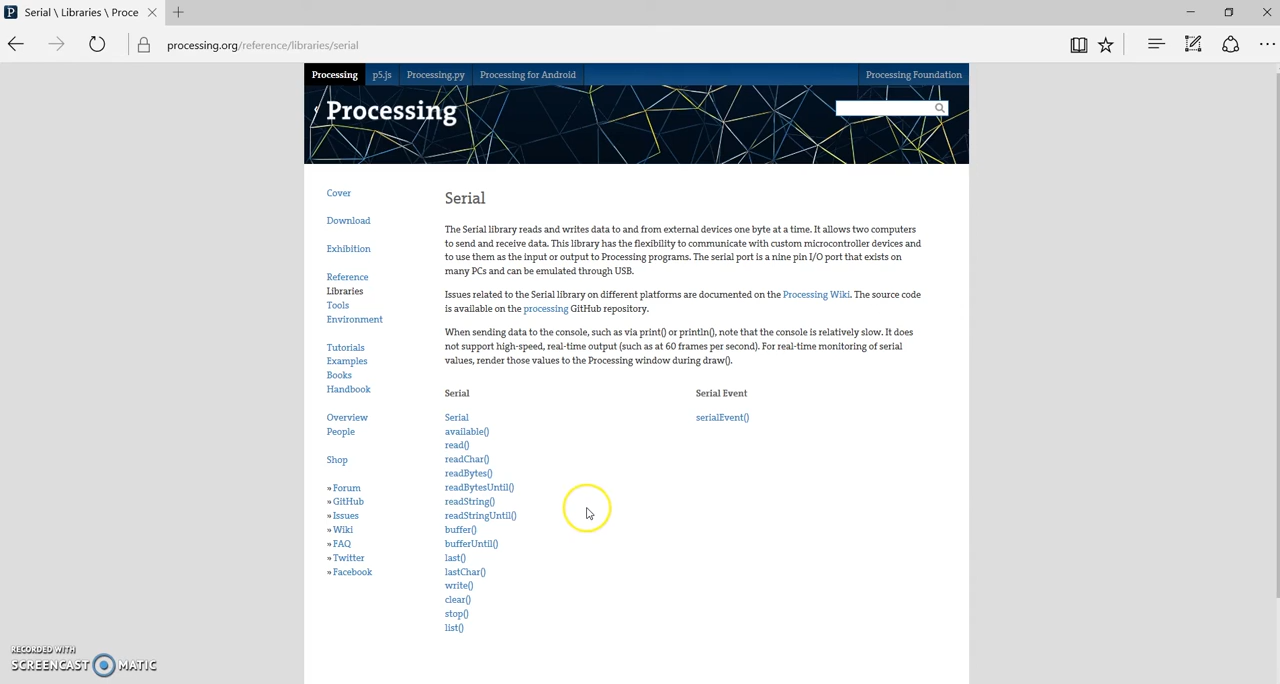 Serial \ Libraries \ Proce
processing.org/reference/libraries/serial
Processing p5.js Processing.py Processing for Android Processing Foundation
Processing
Cover
Download
Exhibition
Reference
Libraries
Tools
Environment
Tutorials
Examples
Books
Handbook
Overview
People
Shop
» Forum
» GitHub
» Issues
» Wiki
» FAQ
» Twitter
» Facebook
Serial
The Serial library reads and writes data to and from external devices one byte at a time. It allows two computers
to send and receive data. This library has the flexibility to communicate with custom microcontroller devices and
to use them as the input or output to Processing programs. The serial port is a nine pin I/O port that exists on
many PCs and can be emulated through USB.
Issues related to the Serial library on different platforms are documented on the Processing Wiki. The source code
is available on the processing GitHub repository.
When sending data to the console, such as via print() or println(), note that the console is relatively slow. It does
not support high-speed, real-time output (such as at 60 frames per second). For real-time monitoring of serial
values, render those values to the Processing window during draw().
Serial
Serial
available()
read()
readChar()
readBytes()
readBytesUntil()
readString()
readStringUntil()
buffer()
bufferUntil()
last()
lastChar()
write()
clear()
stop()
list()
Serial Event
serialEvent()
RECORDED WITH
SCREENCAST MATIC